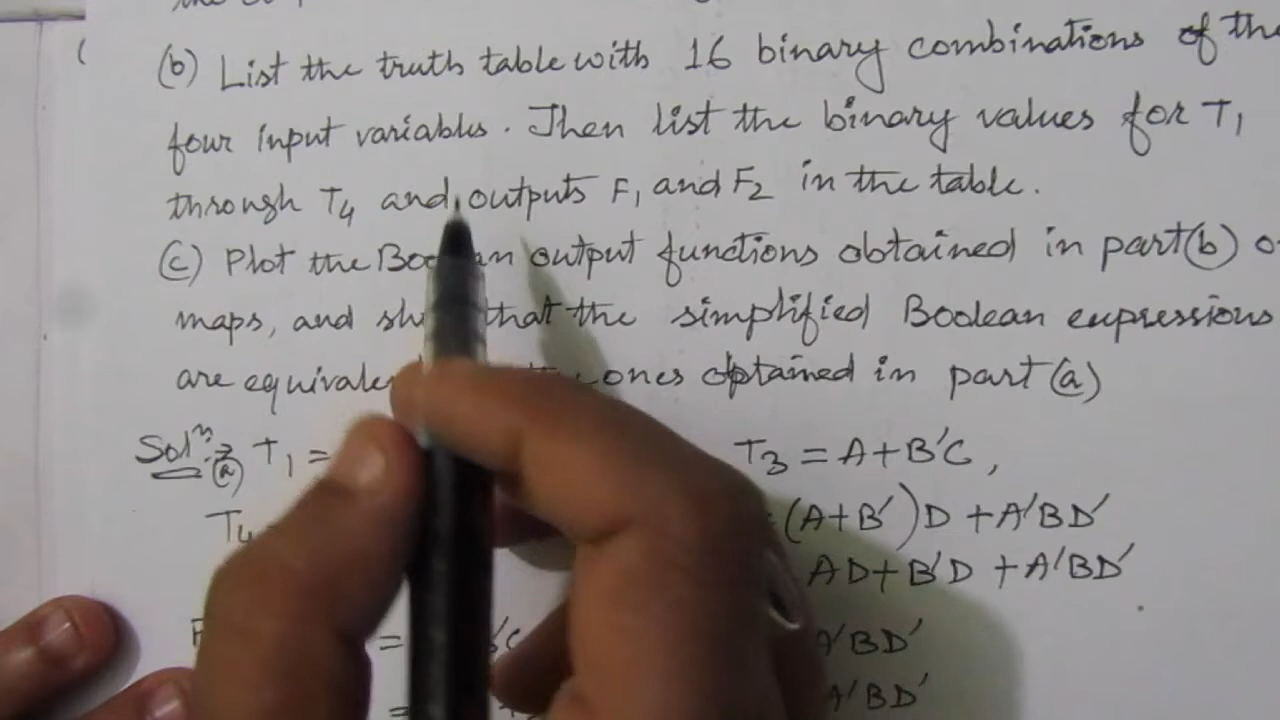 (b) List the truth table with 16 binary combinations of the
four input variables. Then list the binary values for T1
through T4 and outputs F1 and F2 in the table.
(c) Plot the output functions obtained in part(b)
maps, and that the simplified Boolean expressions
are ones obtained in part (a)
Solⁿ:- (a) T1 = T3 = A+B'C,
T4 (A+B')D + A'BD'
AD+B'D + A'BD'
= A'BD'
= A'BD'